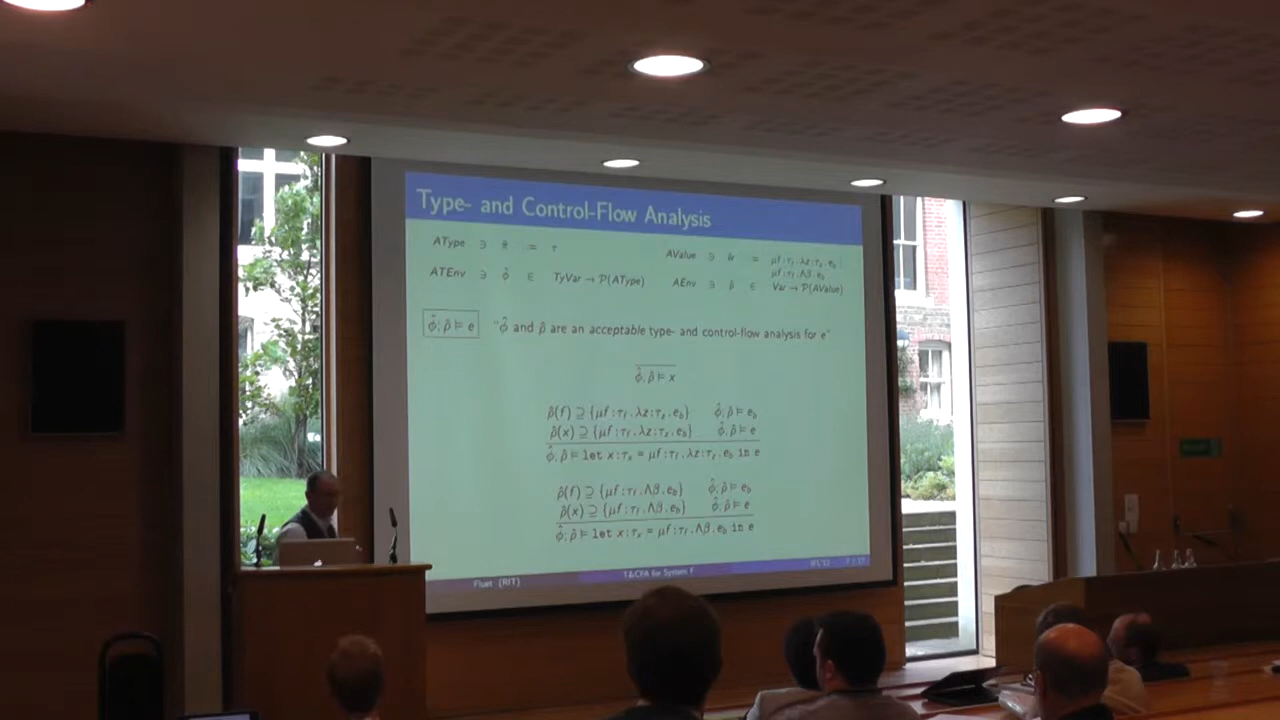 Type- and Control-Flow Analysis
AType ∋ π̂ ::= τ
AValue ∋ ŵ ::= μf:τf.λz:τz.eb |
μf:τf.Λβ.eb
ATEnv ∋ φ̂ ∈ TyVar → P(AType)
AEnv ∋ ρ̂ ∈ Var → P(AValue)
φ̂; ρ̂ ⊨ e "φ̂ and ρ̂ are an acceptable type- and control-flow analysis for e"
φ̂; ρ̂ ⊨ x
ρ̂(f) ⊇ {μf:τf.λz:τz.eb} φ̂; ρ̂ ⊨ eb
ρ̂(x) ⊇ {μf:τf.λz:τz.eb} φ̂; ρ̂ ⊨ e
φ̂; ρ̂ ⊨ let x:τx = μf:τf.λz:τz.eb in e
ρ̂(f) ⊇ {μf:τf.Λβ.eb} φ̂; ρ̂ ⊨ eb
ρ̂(x) ⊇ {μf:τf.Λβ.eb} φ̂; ρ̂ ⊨ e
φ̂; ρ̂ ⊨ let x:τx = μf:τf.Λβ.eb in e
Fluet (RIT) T&CFA for System F